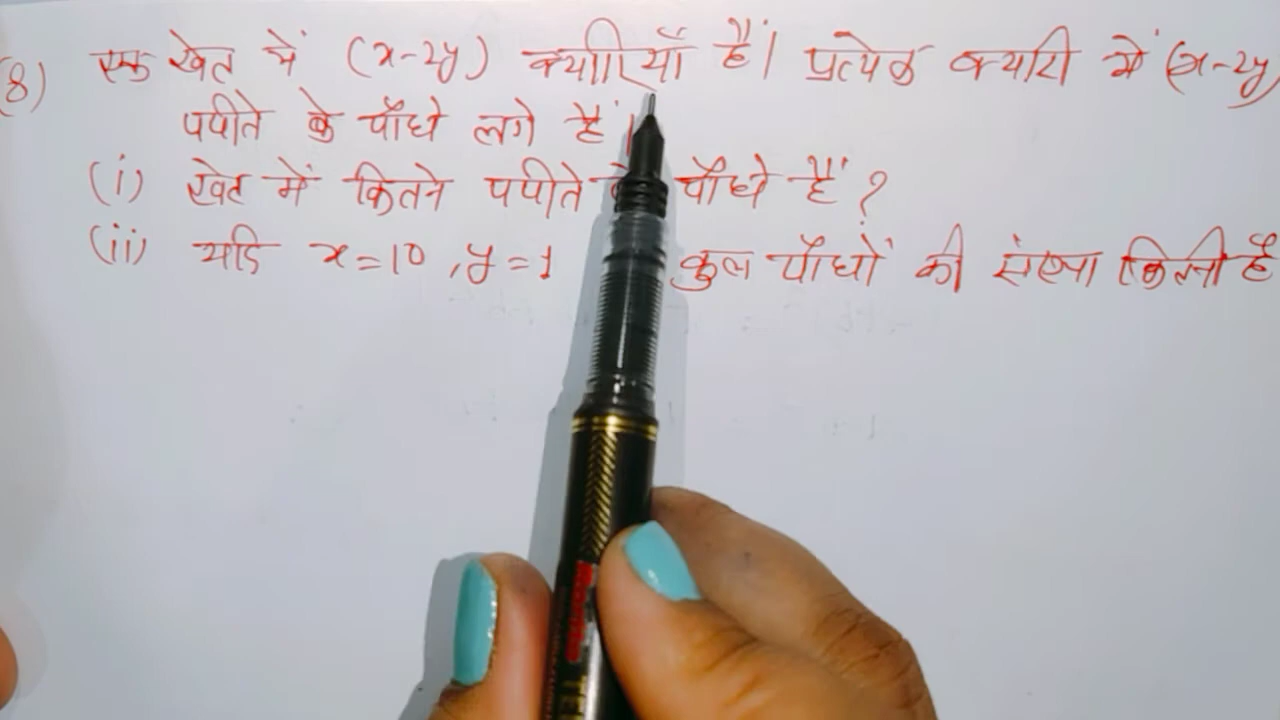 (8) एक खेत में (x-2y) क्यारियाँ हैं। प्रत्येक क्यारी में (x-2y)
पपीते के पौधे लगे हैं।
(i) खेत में कितने पपीते के पौधे हैं ?
(ii) यदि x=10 , y=1 कुल पौधों की संख्या कितनी है